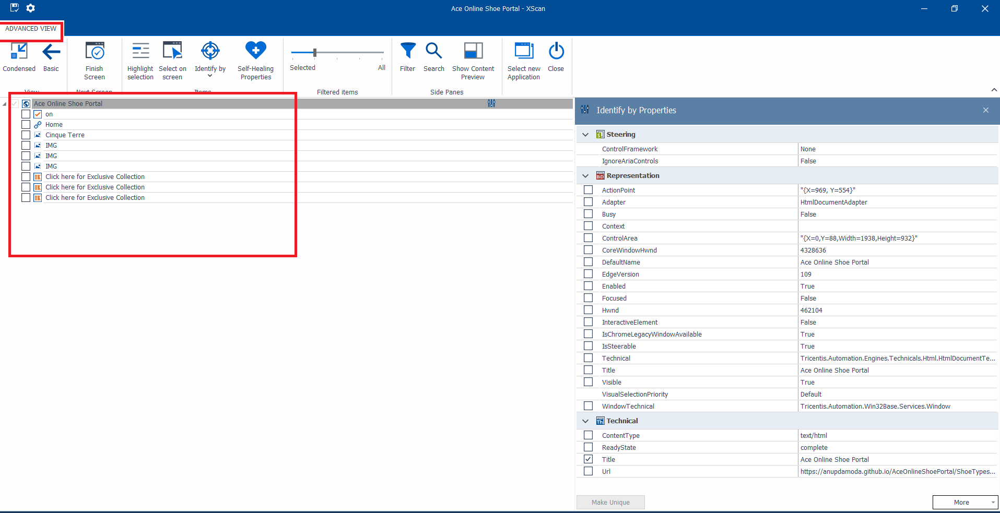 Ace Online Shoe Portal - XScan
ADVANCED VIEW
Condensed
Basic
View
Finish
Screen
Next Screen
Highlight
selection
Select on
screen
Identify by
Self-Healing
Properties
Items
Selected
All
Filtered items
Filter
Search
Show Content
Preview
Side Panes
Select new
Application
Close
Ace Online Shoe Portal
on
Home
Cinque Terre
IMG
IMG
IMG
OK Click here for Exclusive Collection
OK Click here for Exclusive Collection
OK Click here for Exclusive Collection
Identify by Properties
Steering
ControlFramework None
IgnoreAriaControls False
BiD Representation
ActionPoint "{X=969, Y=554}"
Adapter HtmlDocumentAdapter
Busy False
Context
ControlArea "{X=0,Y=88,Width=1938,Height=932}"
CoreWindowHwnd 4328636
DefaultName Ace Online Shoe Portal
EdgeVersion 109
Enabled True
Focused False
Hwnd 462104
InteractiveElement False
IsChromeLegacyWindowAvailable True
IsSteerable True
Technical Tricentis.Automation.Engines.Technicals.Html.HtmlDocumentTe...
Title Ace Online Shoe Portal
Visible True
VisualSelectionPriority Default
WindowTechnical Tricentis.Automation.Win32Base.Services.Window
Th Technical
ContentType text/html
ReadyState complete
Title Ace Online Shoe Portal
Url https://anupdamoda.github.io/AceOnlineShoePortal/ShoeTypes...
Make Unique
More